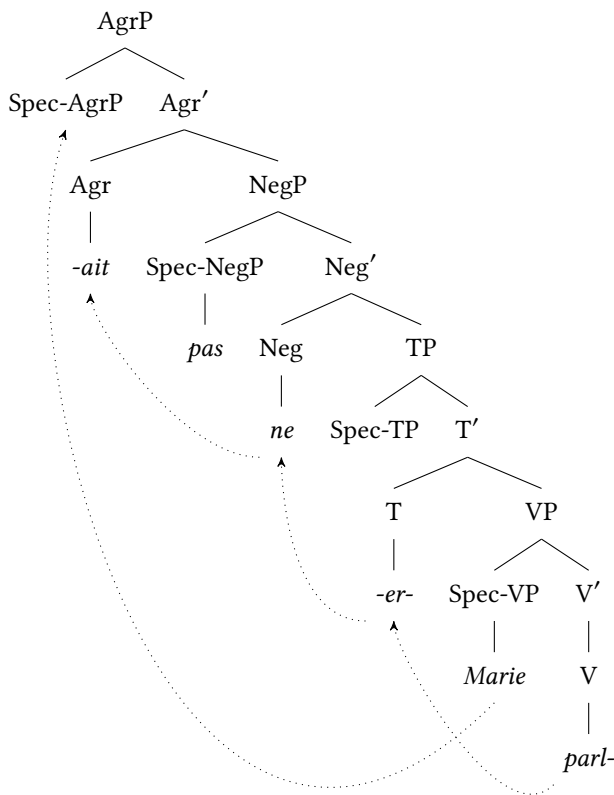 AgrP
Spec-AgrP Agr′
Agr NegP
-ait Spec-NegP Neg′
pas Neg TP
ne Spec-TP T′
T VP
-er- Spec-VP V′
Marie V
parl-